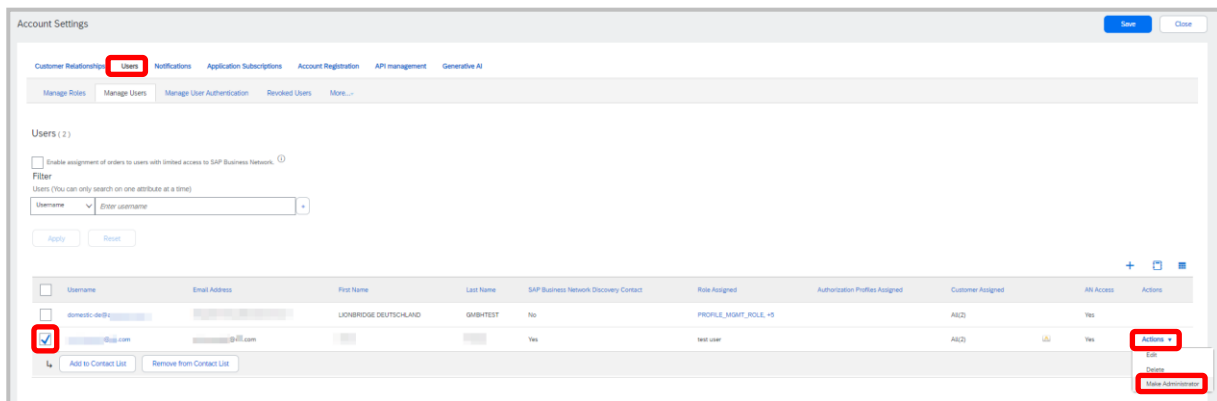 Account Settings
Save
Close
Customer Relationships
Users
Notifications
Application Subscriptions
Account Registration
API management
Generative AI
Manage Roles
Manage Users
Manage User Authentication
Revoked Users
More...
Users (2)
Enable assignment of orders to users with limited access to SAP Business Network.
Filter
Users (You can only search on one attribute at a time)
Username
Enter username
+
Apply
Reset
Username
Email Address
First Name
Last Name
SAP Business Network Discovery Contact
Role Assigned
Authorization Profiles Assigned
Customer Assigned
AN Access
Actions
LIONBRIDGE DEUTSCHLAND
GMBHTEST
No
PROFILE_MGMT_ROLE, +5
All(2)
Yes
.com
.com
Yes
test user
All(2)
Yes
Actions
Edit
Delete
Make Administrator
Add to Contact List
Remove from Contact List